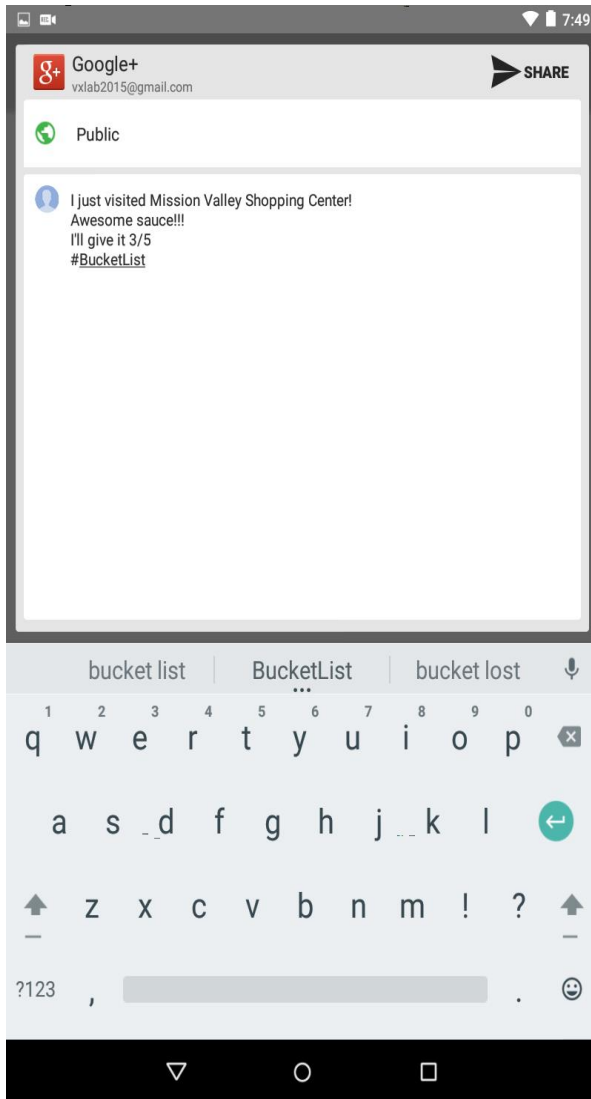 7:49
g+ Google+ SHARE
vxlab2015@gmail.com
Public
I just visited Mission Valley Shopping Center!
Awesome sauce!!!
I'll give it 3/5
#BucketList
bucket list BucketList bucket lost
1 2 3 4 5 6 7 8 9 0
q w e r t y u i o p
a s d f g h j k l
z x c v b n m ! ?
?123 , .